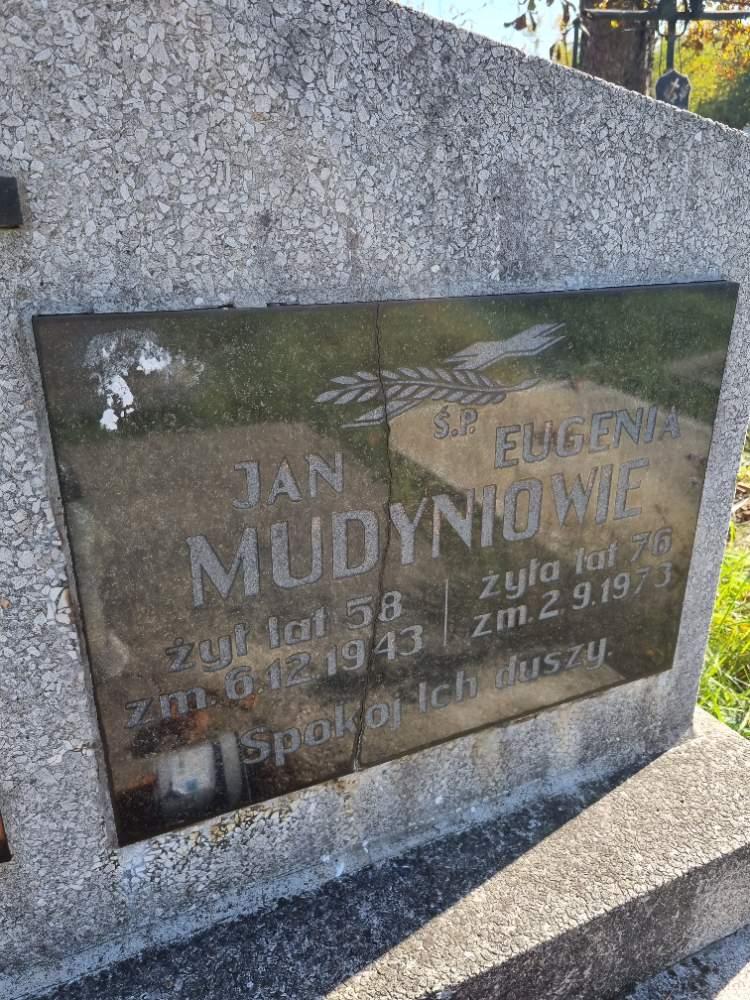 Ś.P.
JAN EUGENIA
MUDYNIOWIE
żył lat 58 żyła lat 76
zm. 6.12.1943 zm. 2.9.1973
Spokój Ich duszy.